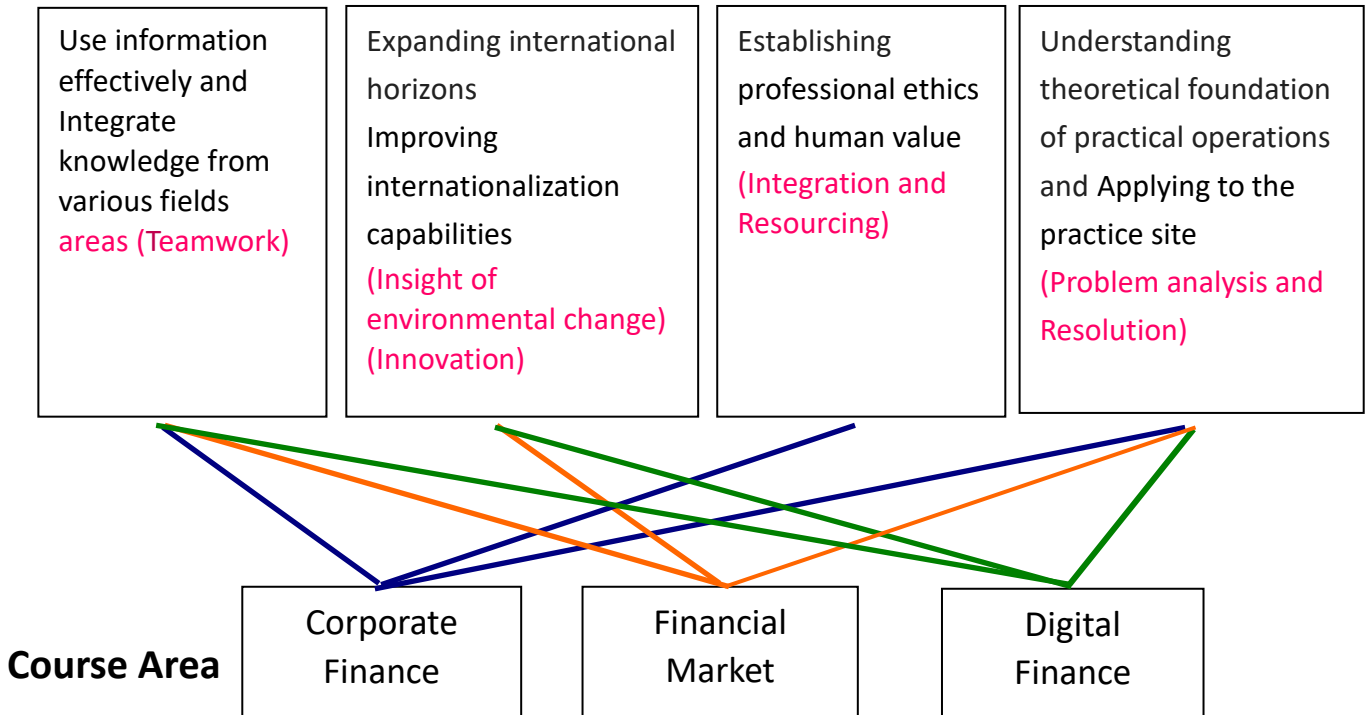 Use information
effectively and
Integrate
knowledge from
various fields
areas (Teamwork)
Expanding international
horizons
Improving
internationalization
capabilities
(Insight of
environmental change)
(Innovation)
Establishing
professional ethics
and human value
(Integration and
Resourcing)
Understanding
theoretical foundation
of practical operations
and Applying to the
practice site
(Problem analysis and
Resolution)
Course Area
Corporate
Finance
Financial
Market
Digital
Finance